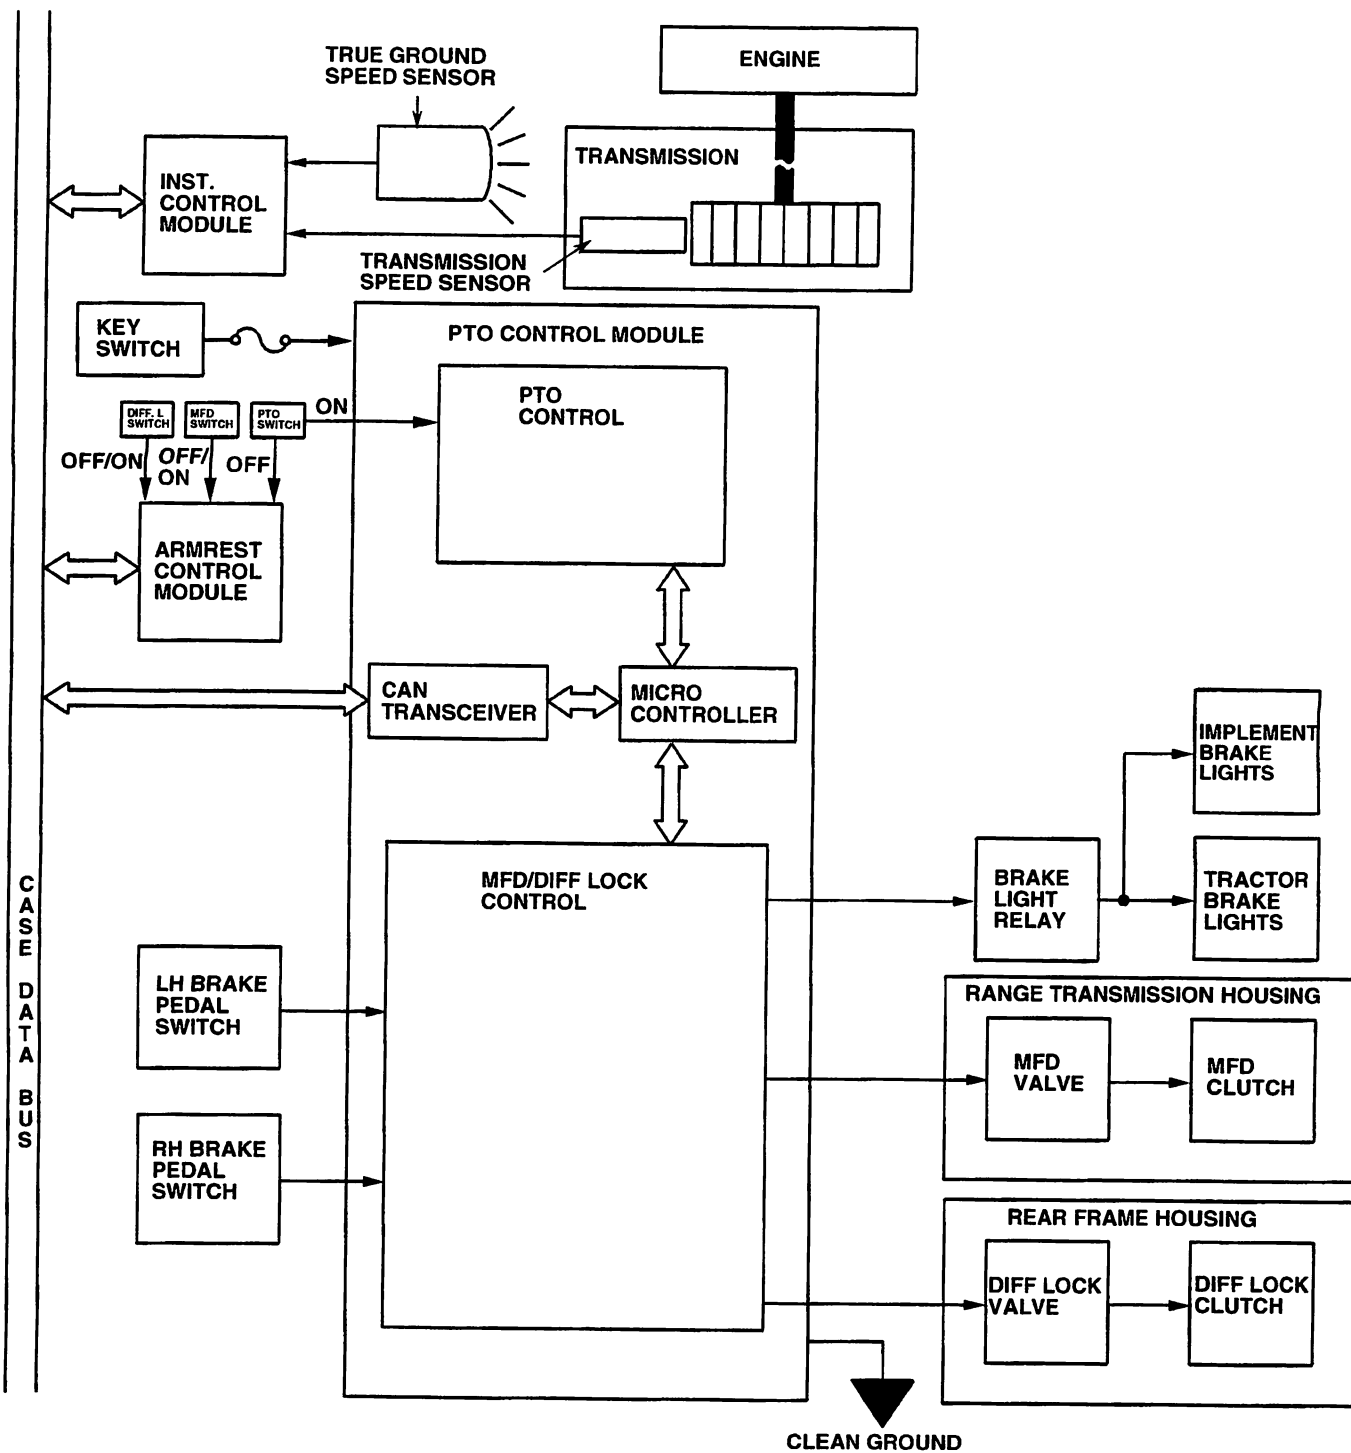 TRUE GROUND
SPEED SENSOR
ENGINE
TRANSMISSION
INST.
CONTROL
MODULE
TRANSMISSION
SPEED SENSOR
KEY
SWITCH
PTO CONTROL MODULE
PTO
CONTROL
DIFF. L
SWITCH
MFD
SWITCH
PTO
SWITCH
ON
OFF/ON
OFF/
ON
OFF
ARMREST
CONTROL
MODULE
CAN
TRANSCEIVER
MICRO
CONTROLLER
IMPLEMENT
BRAKE
LIGHTS
MFD/DIFF LOCK
CONTROL
BRAKE
LIGHT
RELAY
TRACTOR
BRAKE
LIGHTS
CASE DATA BUS
LH BRAKE
PEDAL
SWITCH
RANGE TRANSMISSION HOUSING
MFD
VALVE
MFD
CLUTCH
RH BRAKE
PEDAL
SWITCH
REAR FRAME HOUSING
DIFF LOCK
VALVE
DIFF LOCK
CLUTCH
CLEAN GROUND